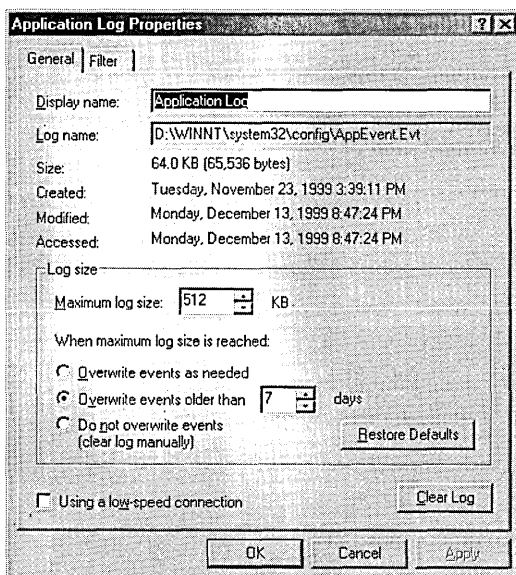 Application Log Properties ? X
General Filter
Display name: Application Log
Log name: D:\WINNT\system32\config\AppEvent.Evt
Size: 64.0 KB (65,536 bytes)
Created: Tuesday, November 23, 1999 3:39:11 PM
Modified: Monday, December 13, 1999 8:47:24 PM
Accessed: Monday, December 13, 1999 8:47:24 PM
Log size
Maximum log size: 512 KB
When maximum log size is reached:
Overwrite events as needed
Overwrite events older than 7 days
Do not overwrite events
(clear log manually)
Restore Defaults
Using a low-speed connection
Clear Log
OK Cancel Apply